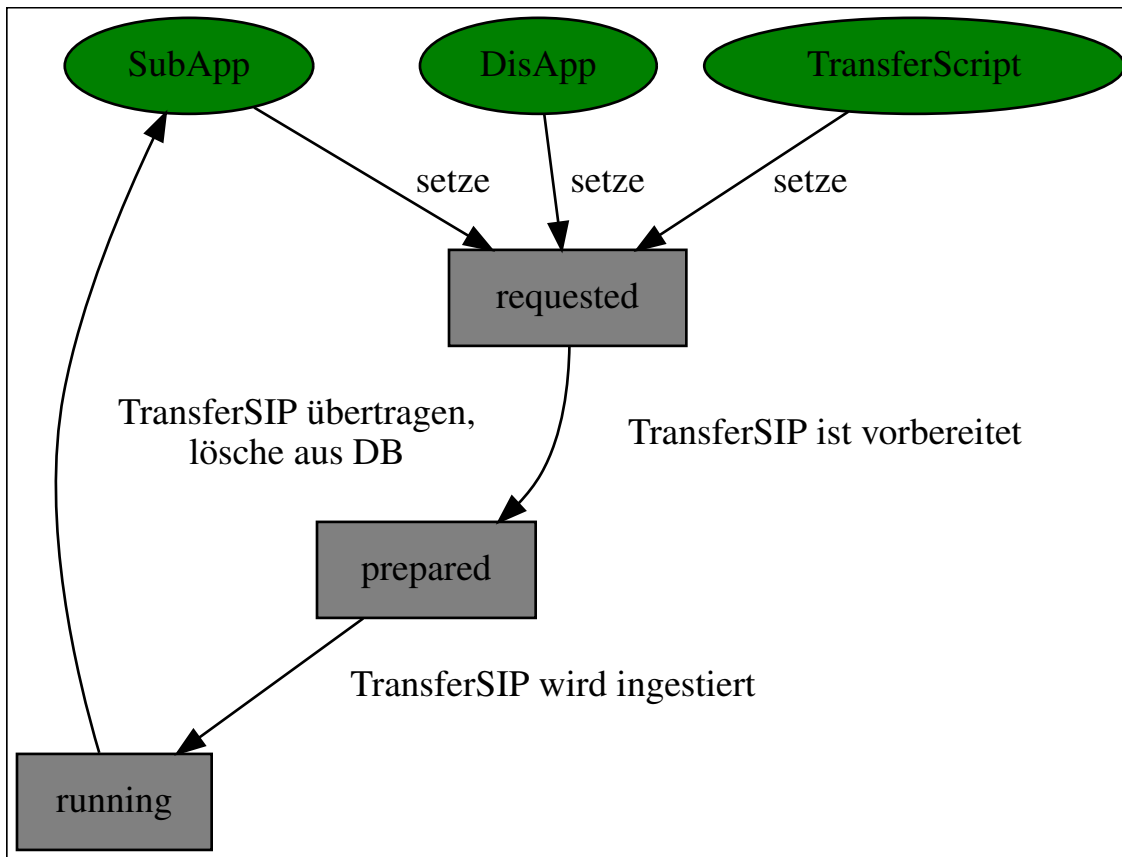 SubApp
DisApp
TransferScript
setze
setze
setze
requested
TransferSIP übertragen,
lösche aus DB
TransferSIP ist vorbereitet
prepared
TransferSIP wird ingestiert
running